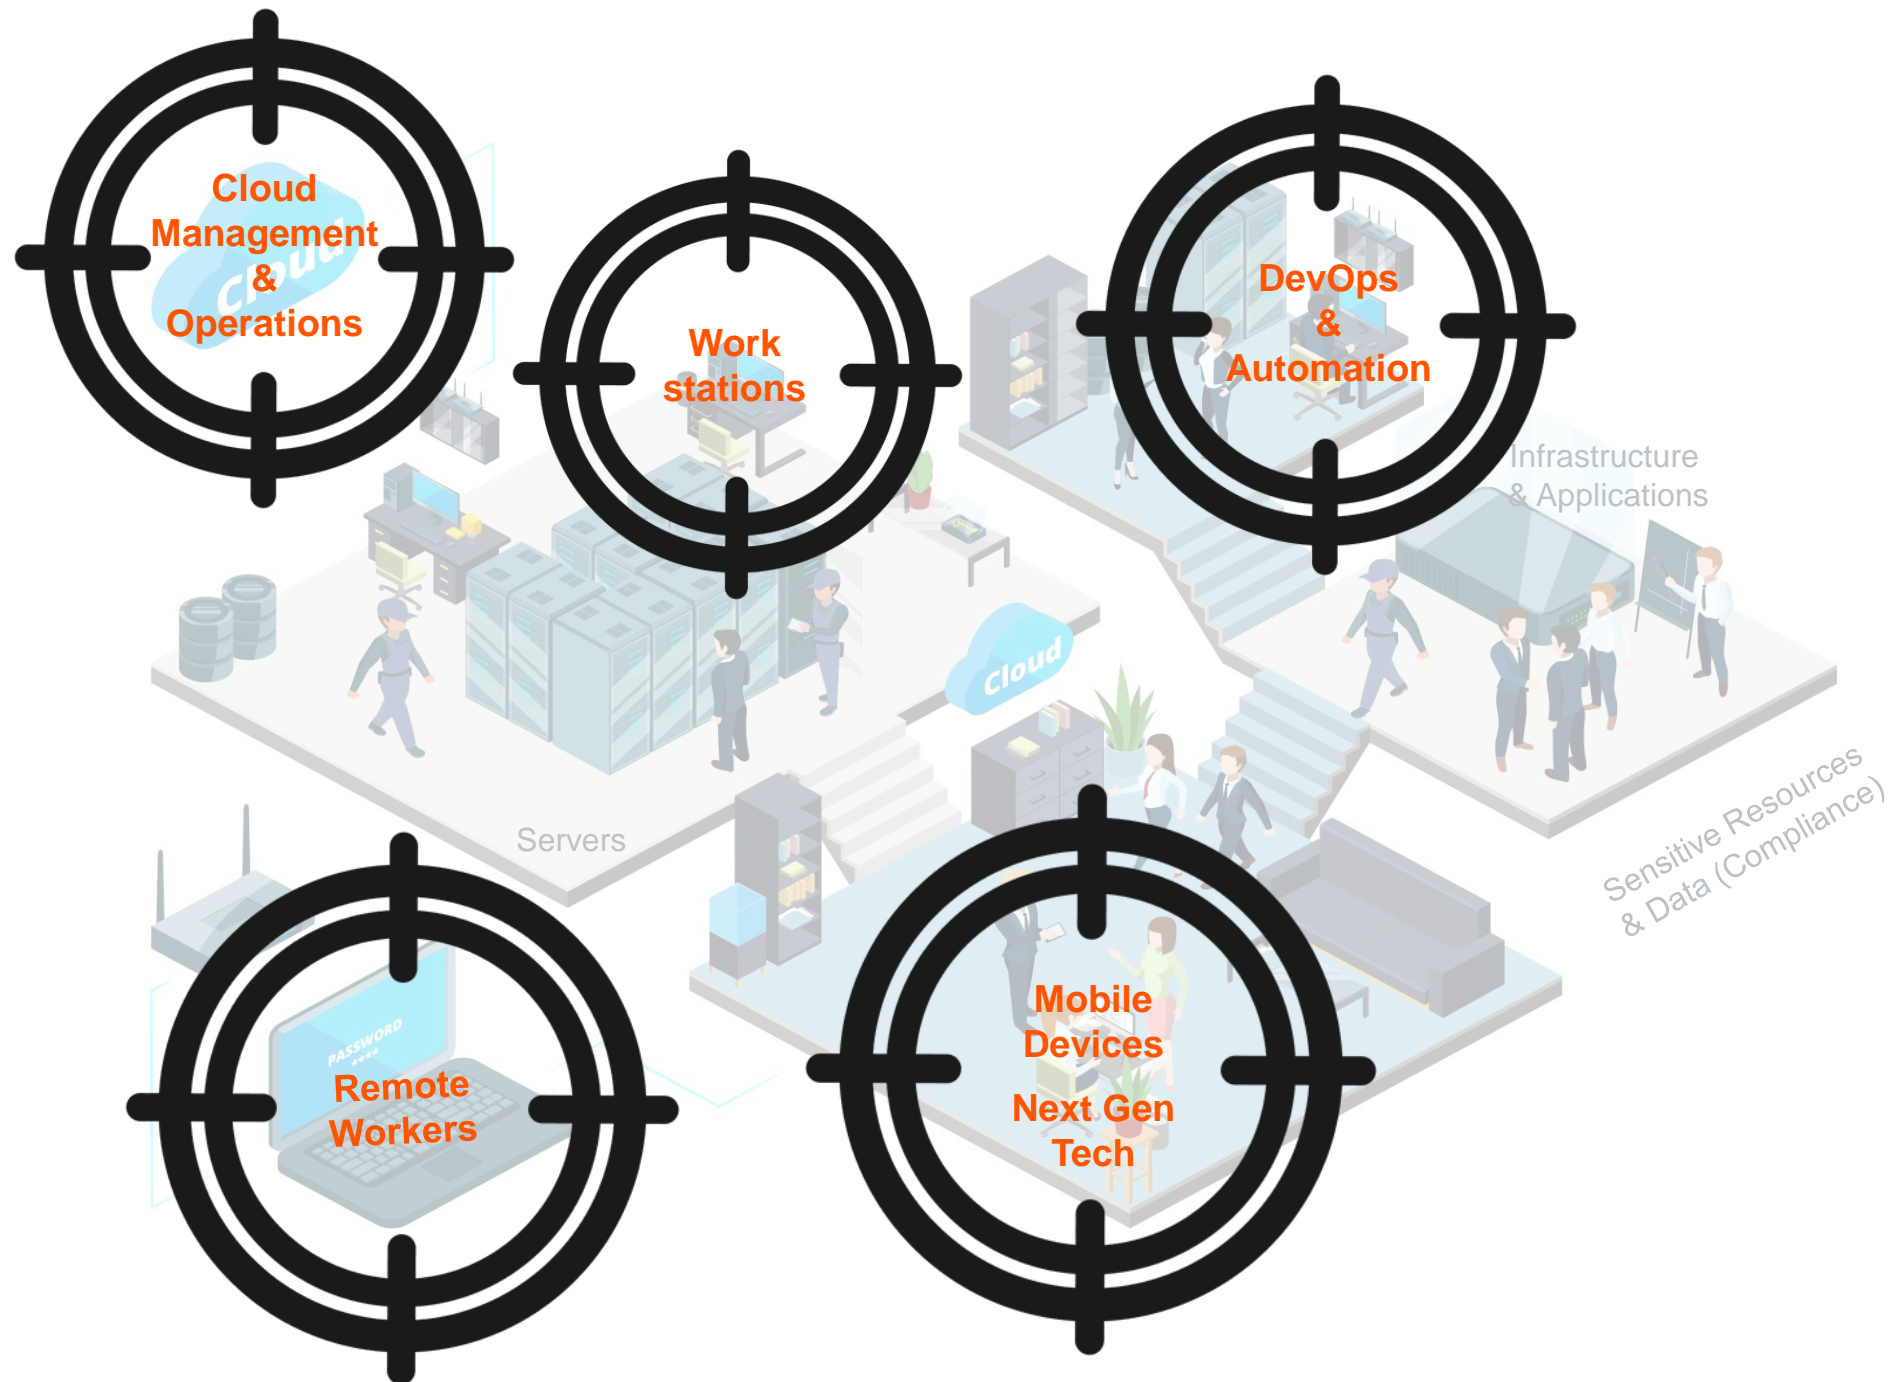 Cloud
Management
&
Operations
Cloud
Work
stations
DevOps
&
Automation
Infrastructure
& Applications
Cloud
Servers
Sensitive Resources
& Data (Compliance)
PASSWORD
****
Remote
Workers
Mobile
Devices
Next Gen
Tech